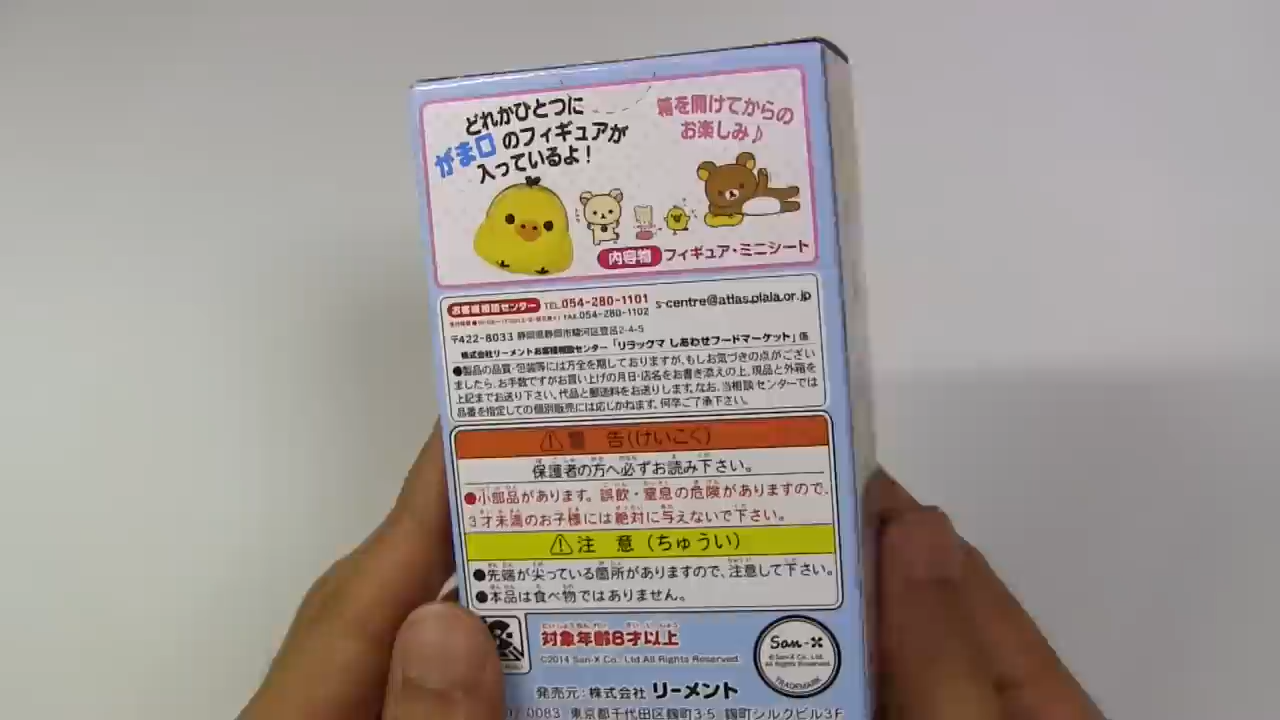 どれかひとつに
がま口のフィギュアが
入っているよ!
箱を開けてからの
お楽しみ♪
内容物 フィギュア・ミニシート
お客様相談センター TEL.054-280-1101 s-centre@atlas.plala.or.jp
FAX.054-280-1102
〒422-8033 静岡県静岡市駿河区登呂2-4-5
株式会社リーメントお客様相談センター「リラックマ しあわせフードマーケット」係
●製品の品質・包装等には万全を期しておりますが、もしお気づきの点がござい
ましたら、お手数ですがお買い上げの月日・店名をお書き添えの上、現品と外箱を
上記までお送り下さい。代品と郵送料をお送りします。なお、当相談センターでは
品番を指定しての個別販売には応じかねます。何卒ご了承下さい。
⚠警 告(けいこく)
保護者の方へ必ずお読み下さい。
●小部品があります。誤飲・窒息の危険がありますので、
3才未満のお子様には絶対に与えないで下さい。
⚠注 意(ちゅうい)
●先端が尖っている箇所がありますので、注意して下さい。
●本品は食べ物ではありません。
対象年齢8才以上
©2014 San-X Co., Ltd. All Rights Reserved.
San-X
©San-X Co., Ltd.
All Rights Reserved.
TRADEMARK
発売元:株式会社 リーメント
0083 東京都千代田区麹町3-5 麹町シルクビル3F